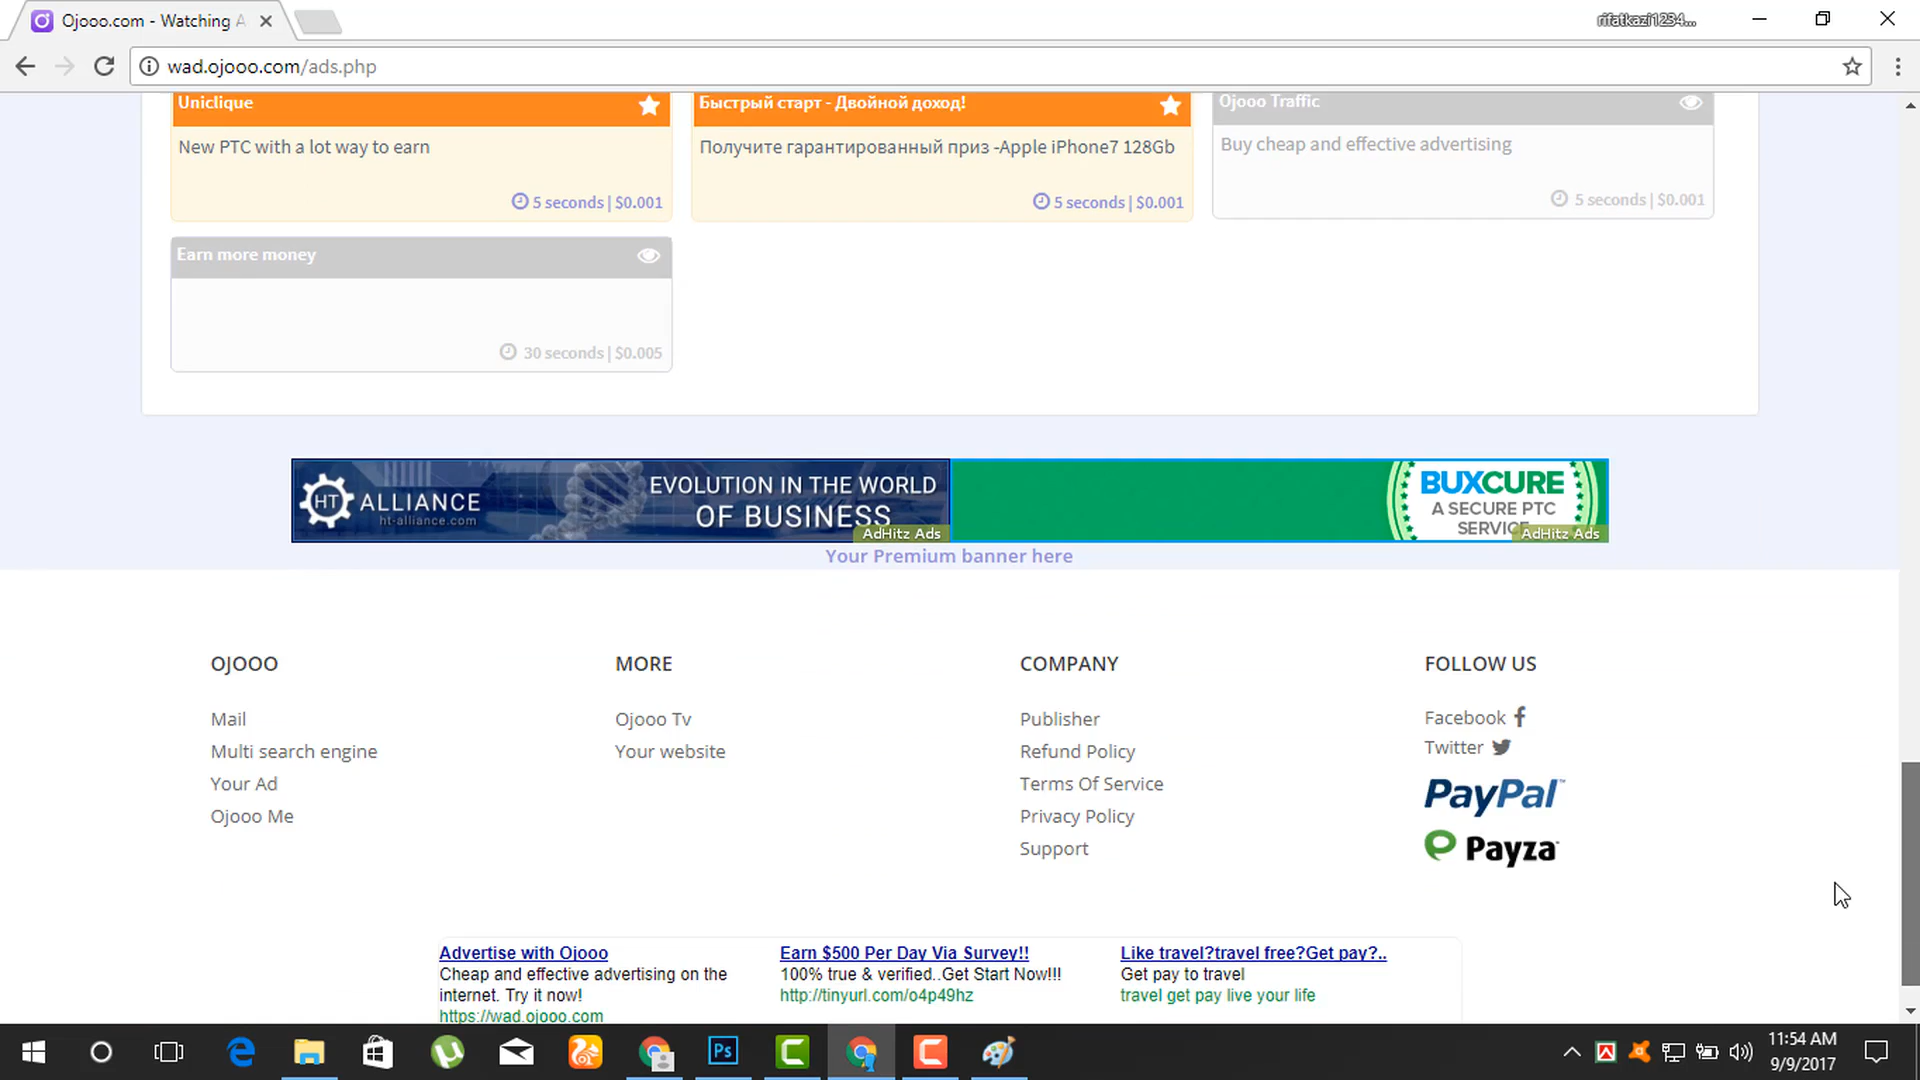 Ojooo.com - Watching A
rifatkazi1234...
wad.ojooo.com/ads.php
Uniclique
New PTC with a lot way to earn
5 seconds | $0.001
Быстрый старт - Двойной доход!
Получите гарантированный приз -Apple iPhone7 128Gb
5 seconds | $0.001
Ojooo Traffic
Buy cheap and effective advertising
5 seconds | $0.001
Earn more money
30 seconds | $0.005
HT ALLIANCE
ht-alliance.com
EVOLUTION IN THE WORLD
OF BUSINESS
AdHitz Ads
BUXCURE
A SECURE PTC
SERVICE
AdHitz Ads
Your Premium banner here
OJOOO
Mail
Multi search engine
Your Ad
Ojooo Me
MORE
Ojooo Tv
Your website
COMPANY
Publisher
Refund Policy
Terms Of Service
Privacy Policy
Support
FOLLOW US
Facebook
Twitter
PayPal™
Payza
Advertise with Ojooo
Cheap and effective advertising on the
internet. Try it now!
https://wad.ojooo.com
Earn $500 Per Day Via Survey!!
100% true & verified..Get Start Now!!!
http://tinyurl.com/o4p49hz
Like travel?travel free?Get pay?..
Get pay to travel
travel get pay live your life
Ps
11:54 AM
9/9/2017